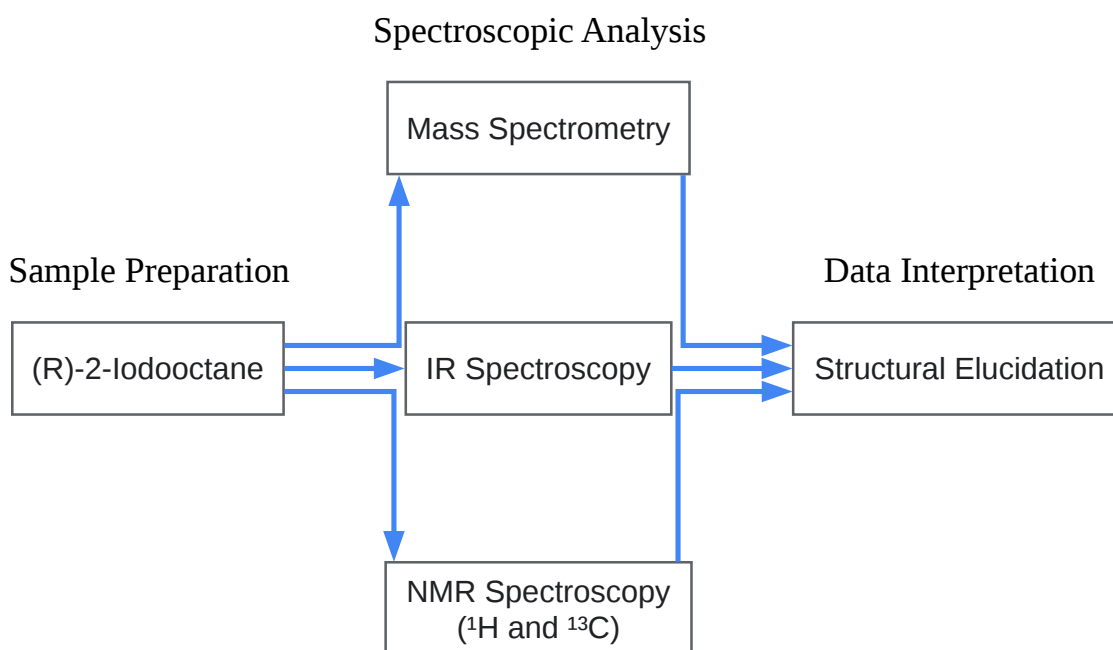 Spectroscopic Analysis
Mass Spectrometry
Sample Preparation
Data Interpretation
(R)-2-Iodooctane
IR Spectroscopy
Structural Elucidation
NMR Spectroscopy
(¹H and ¹³C)